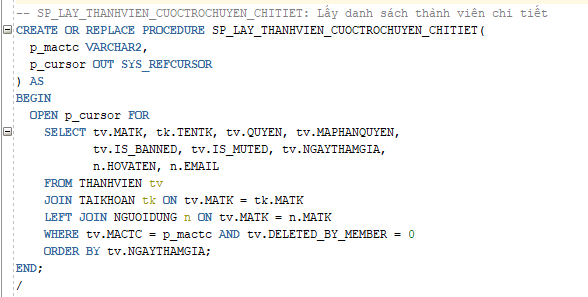 -- SP_LAY_THANHVIEN_CUOCTROCHUYEN_CHITIET: Lấy danh sách thành viên chi tiết
CREATE OR REPLACE PROCEDURE SP_LAY_THANHVIEN_CUOCTROCHUYEN_CHITIET(
  p_mactc VARCHAR2,
  p_cursor OUT SYS_REFCURSOR
) AS
BEGIN
  OPEN p_cursor FOR
    SELECT tv.MATK, tk.TENTK, tv.QUYEN, tv.MAPHANQUYEN,
           tv.IS_BANNED, tv.IS_MUTED, tv.NGAYTHAMGIA,
           n.HOVATEN, n.EMAIL
    FROM THANHVIEN tv
    JOIN TAIKHOAN tk ON tv.MATK = tk.MATK
    LEFT JOIN NGUOIDUNG n ON tv.MATK = n.MATK
    WHERE tv.MACTC = p_mactc AND tv.DELETED_BY_MEMBER = 0
    ORDER BY tv.NGAYTHAMGIA;
END;
/